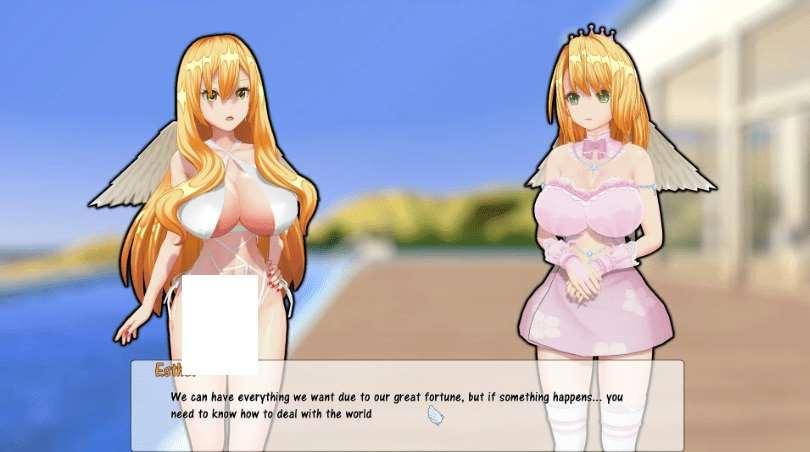 We can have everything we want due to our great fortune, but if something happens... you
need to know how to deal with the world